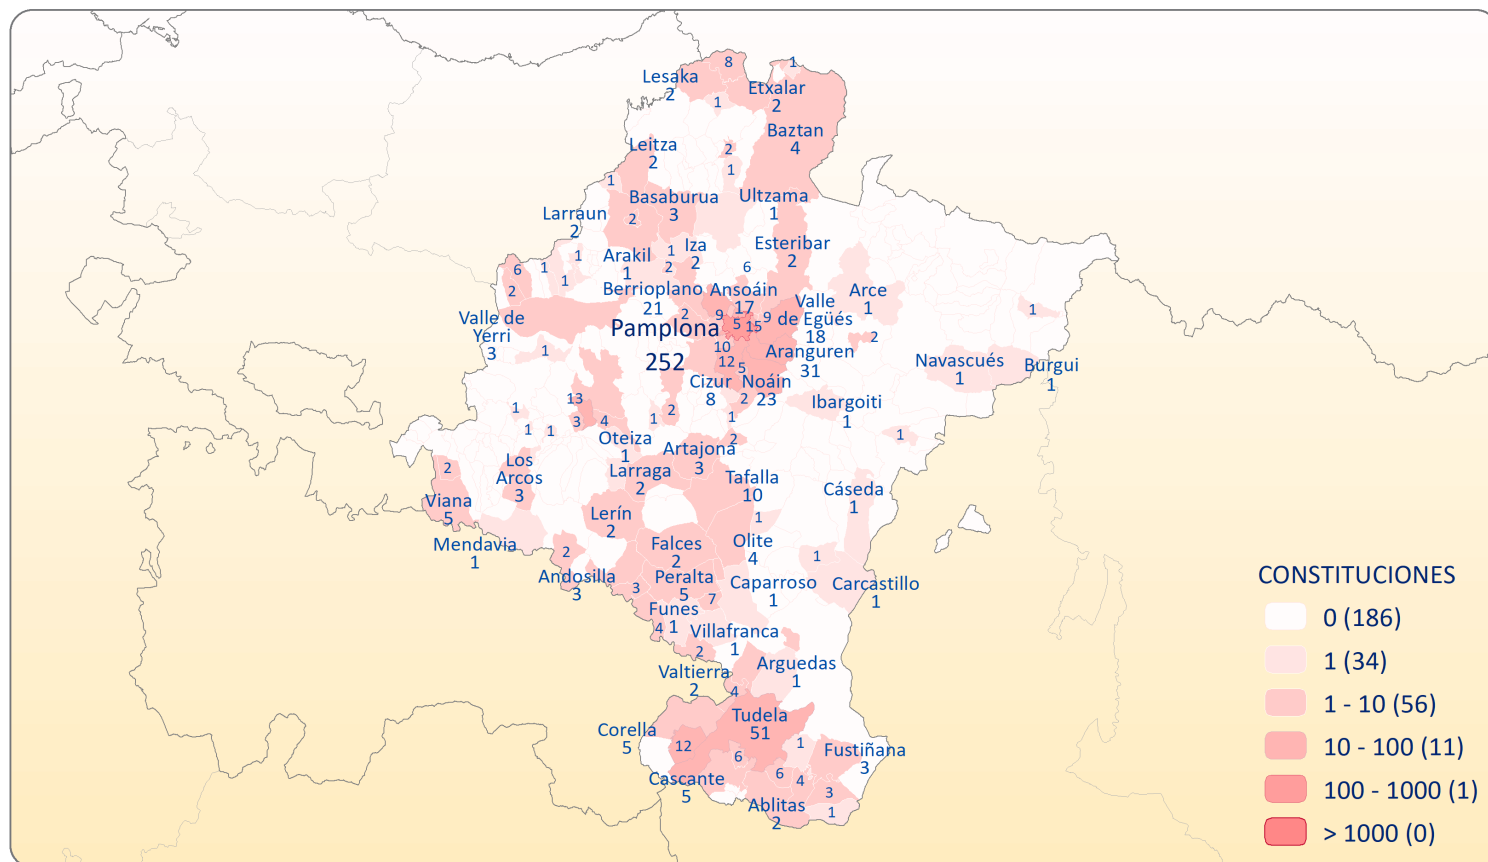 8
1
Lesaka
2
Etxalar
2
1
Baztan
4
Leitza
2
2
1
1
Basaburua
3
Ultzama
1
Larraun
2
2
Esteribar
2
Iza
2
1
Arakil
1
2
6
1
1
1
6
2
Berrioplano
21
Ansoáin
17
Valle
de Egüés
18
Arce
1
1
2
9
5
15
9
Pamplona
252
Valle de
Yerri
3
1
10
12
5
Aranguren
31
2
Navascués
1
Burgui
1
Cizur
8
Noáin
23
2
1
Ibargoiti
1
1
13
3
4
1
2
1
1
1
Oteiza
1
Artajona
3
2
Los
Arcos
3
Larraga
2
Tafalla
10
Cáseda
1
2
Viana
5
Lerín
2
1
Mendavia
1
2
Falces
2
Olite
4
1
Andosilla
3
3
Peralta
5
7
Caparroso
1
Carcastillo
1
Funes
1
4
Villafranca
1
2
Valtierra
2
4
Arguedas
1
Corella
5
12
Tudela
51
6
1
Fustiñana
3
Cascante
5
6
4
3
Ablitas
2
1
CONSTITUCIONES
0 (186)
1 (34)
1 - 10 (56)
10 - 100 (11)
100 - 1000 (1)
> 1000 (0)